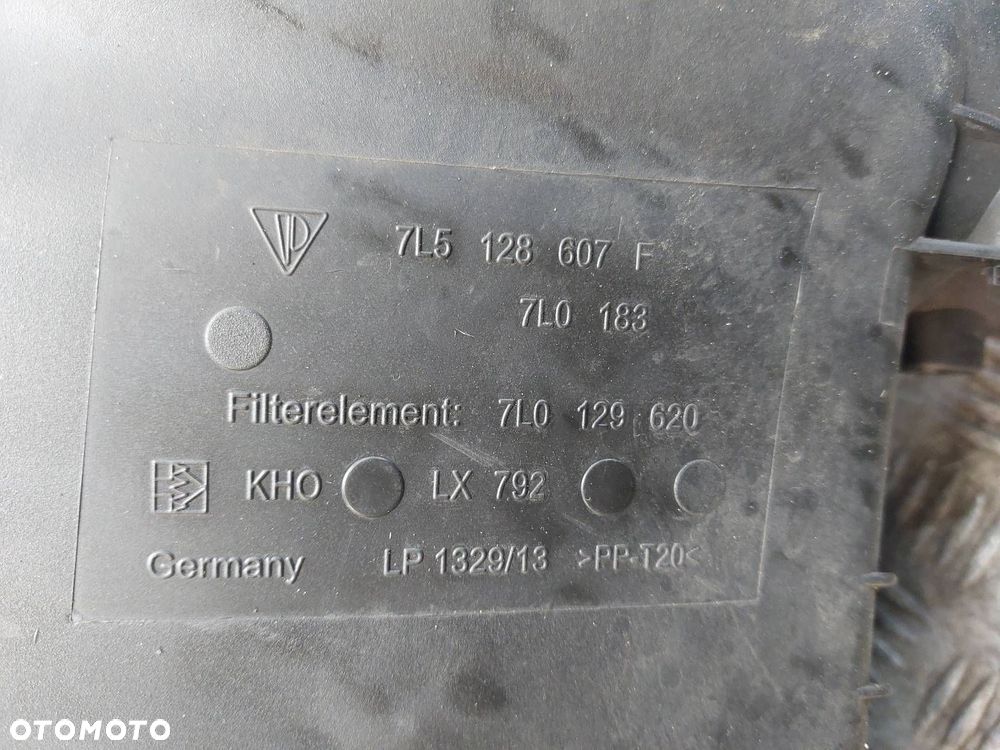 7L5 128 607 F
7L0 183
Filterelement: 7L0 129 620
KHO LX 792
Germany LP 1329/13 >PP-T20<
OTOMOTO